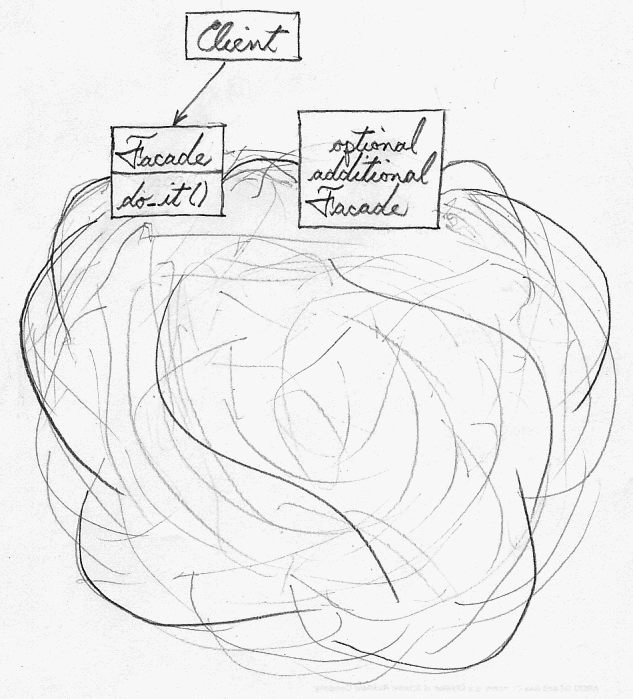 Client
Facade
do_it()
optional
additional
Facade